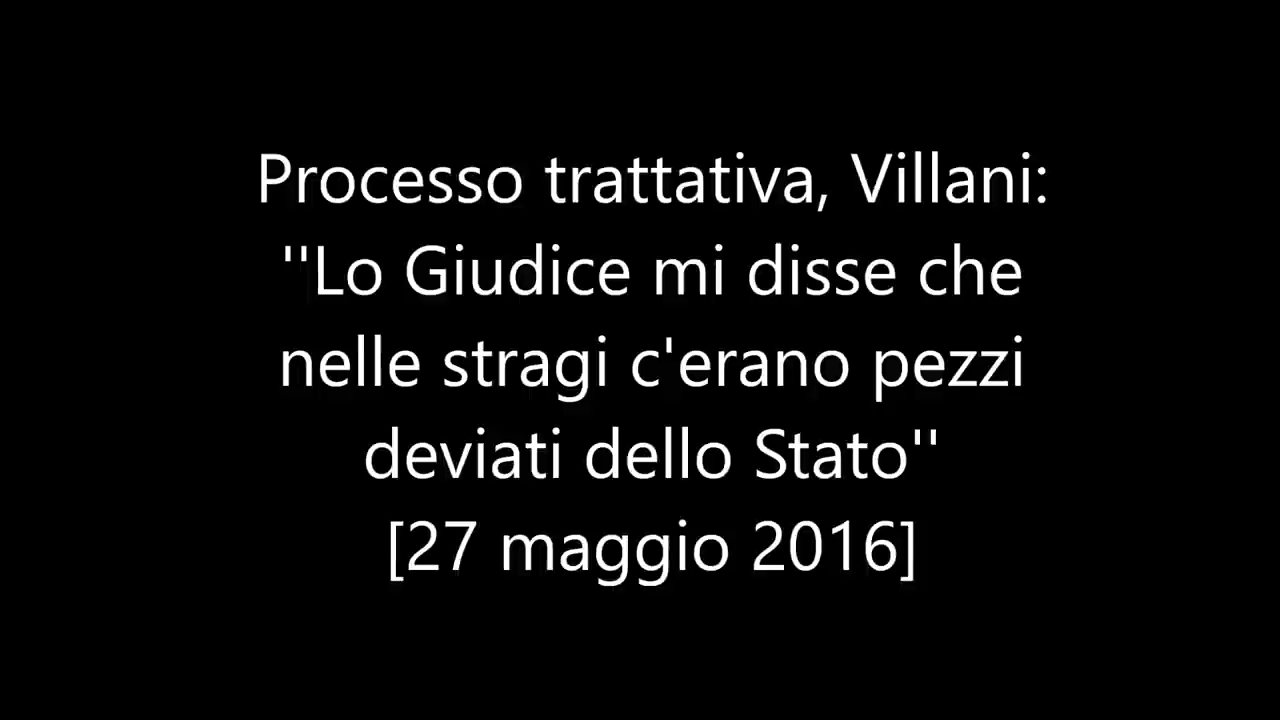 Processo trattativa, Villani:
''Lo Giudice mi disse che
nelle stragi c'erano pezzi
deviati dello Stato''
[27 maggio 2016]